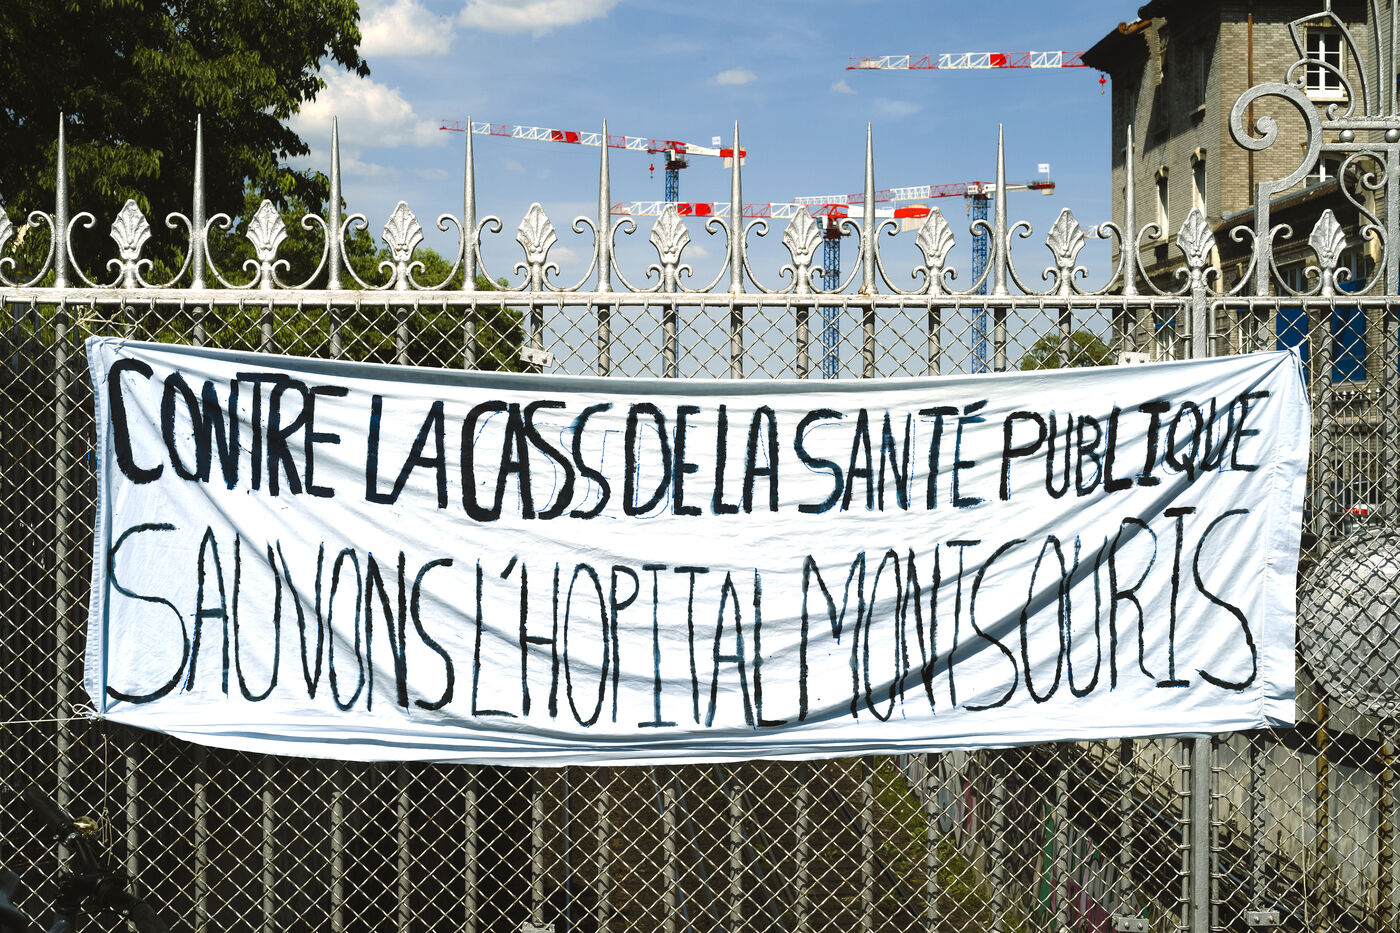 CONTRE LA CASS DE LA SANTÉ PUBLIQUE
SAUVONS L'HOPITAL MONTSOURIS